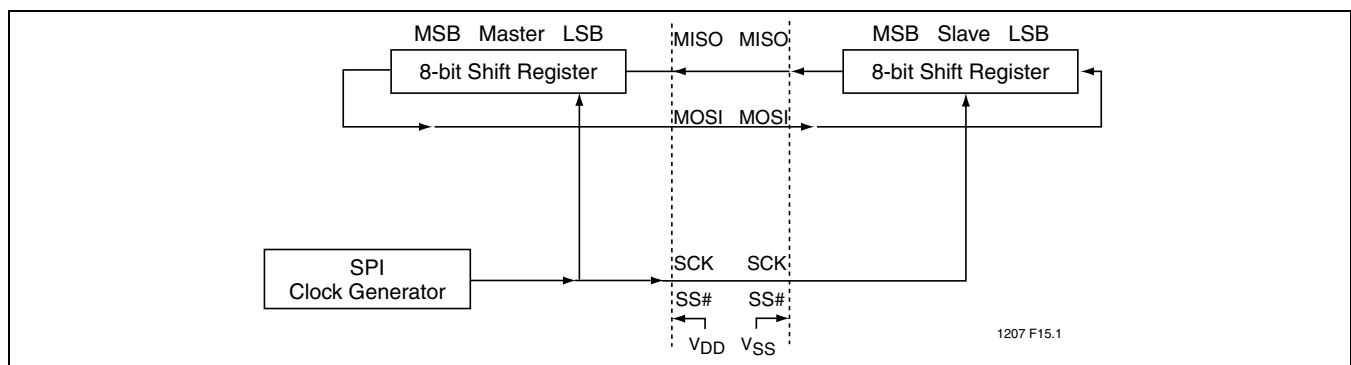 MSB Master LSB
MISO MISO
MSB Slave LSB
8-bit Shift Register
8-bit Shift Register
MOSI MOSI
SPI
Clock Generator
SCK SCK
SS# SS#
VDD VSS
1207 F15.1